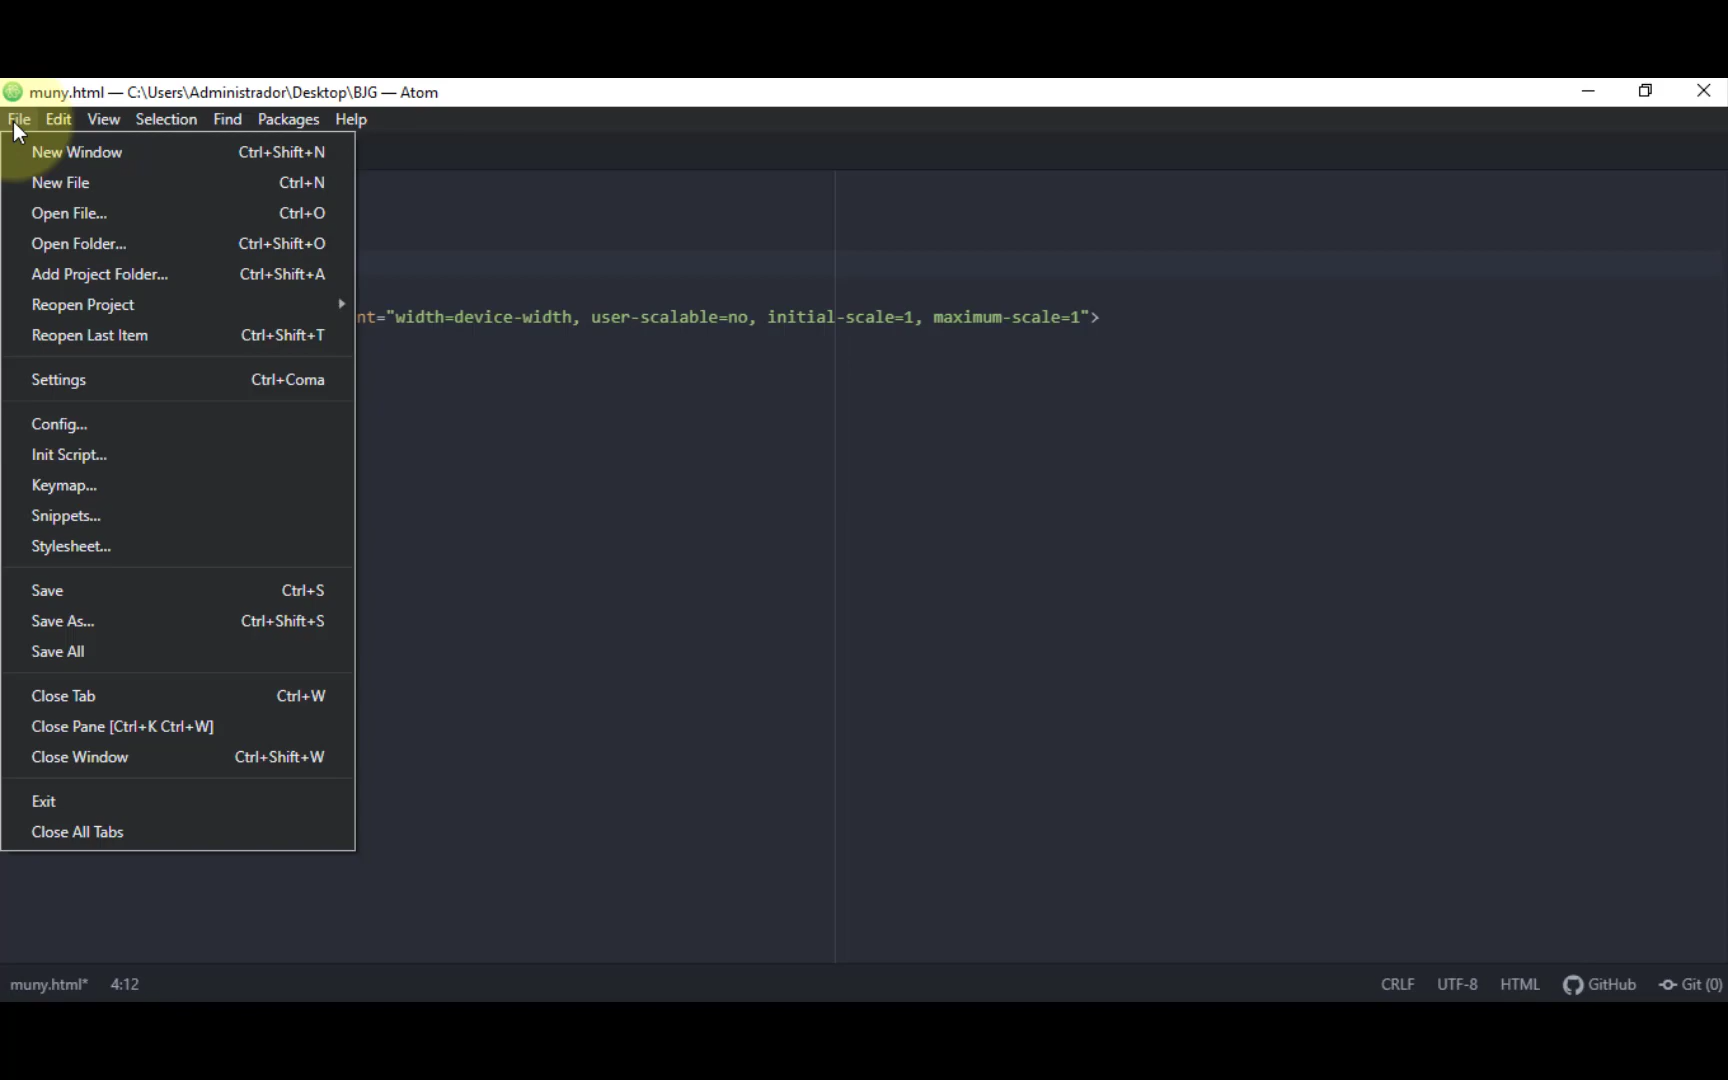 muny.html — C:\Users\Administrador\Desktop\BJG — Atom
File Edit View Selection Find Packages Help
New Window Ctrl+Shift+N
New File Ctrl+N
Open File... Ctrl+O
Open Folder... Ctrl+Shift+O
Add Project Folder... Ctrl+Shift+A
Reopen Project
nt="width=device-width, user-scalable=no, initial-scale=1, maximum-scale=1">
Reopen Last Item Ctrl+Shift+T
Settings Ctrl+Coma
Config...
Init Script...
Keymap...
Snippets...
Stylesheet...
Save Ctrl+S
Save As... Ctrl+Shift+S
Save All
Close Tab Ctrl+W
Close Pane [Ctrl+K Ctrl+W]
Close Window Ctrl+Shift+W
Exit
Close All Tabs
muny.html* 4:12 CRLF UTF-8 HTML GitHub Git (0)